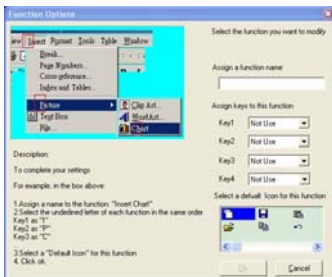 Function Options
Insert Format Tools Table Window
Break...
Page Numbers...
Cross-reference...
Index and Tables...
Picture
Clip Art...
Text Box
WordArt...
File...
Chart
Description:
To complete your settings
For example, in the box above:
1.Assign a name to the function: "Insert Chart"
2.Select the undelined letter of each function in the same order
Key1 as "I"
Key2 as "P"
Key3 as "C"
3.Select a "Default Icon" for this function
4. Click ok.
Select the function you want to modify
Assign a function name
Assign keys to this function
Key1 Not Use
Key2 Not Use
Key3 Not Use
Key4 Not Use
Select a defualt Icon for this function
Cancel